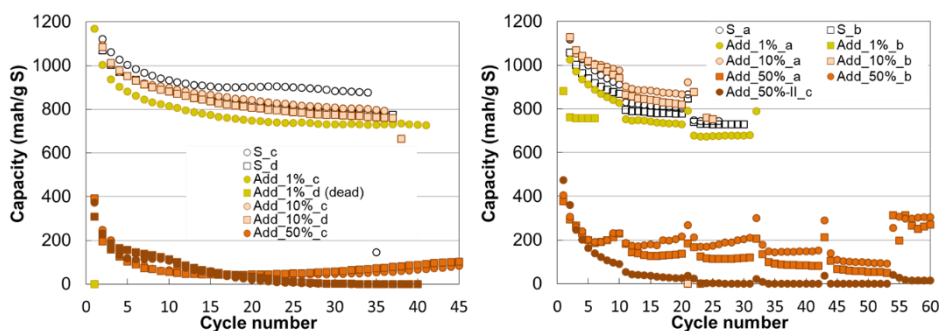 1200
1000
800
600
400
200
0
Capacity (mah/g S)
S_c
S_d
Add_1%_c
Add_1%_d (dead)
Add_10%_c
Add_10%_d
Add_50%_c
0 5 10 15 20 25 30 35 40 45
Cycle number
1200
1000
800
600
400
200
0
Capacity (mah/g S)
S_a S_b
Add_1%_a Add_1%_b
Add_10%_a Add_10%_b
Add_50%_a Add_50%_b
Add_50%-II_c
0 5 10 15 20 25 30 35 40 45 50 55 60
Cycle number